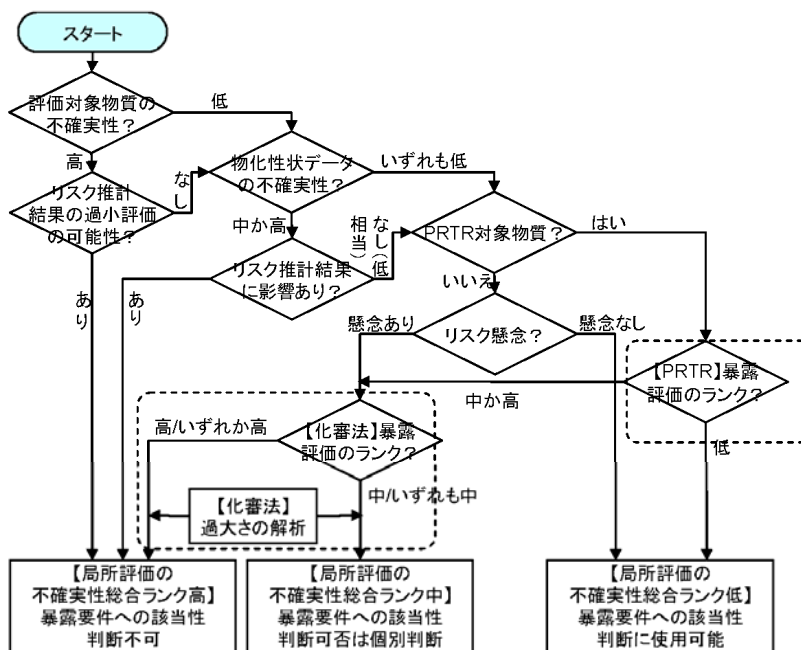 スタート
評価対象物質の
不確実性？
低
高
リスク推計
結果の過小評価
の可能性？
なし
物化性状データ
の不確実性？
いずれも低
中か高
なし（低
相当）
PRTR対象物質？
はい
リスク推計結果
に影響あり？
いいえ
あり
あり
懸念あり
リスク懸念？
懸念なし
【PRTR】暴露
評価のランク？
中か高
低
高/いずれか高
【化審法】暴露
評価のランク？
中/いずれも中
【化審法】
過大さの解析
【局所評価の
不確実性総合ランク高】
暴露要件への該当性
判断不可
【局所評価の
不確実性総合ランク中】
暴露要件への該当性
判断可否は個別判断
【局所評価の
不確実性総合ランク低】
暴露要件への該当性
判断に使用可能